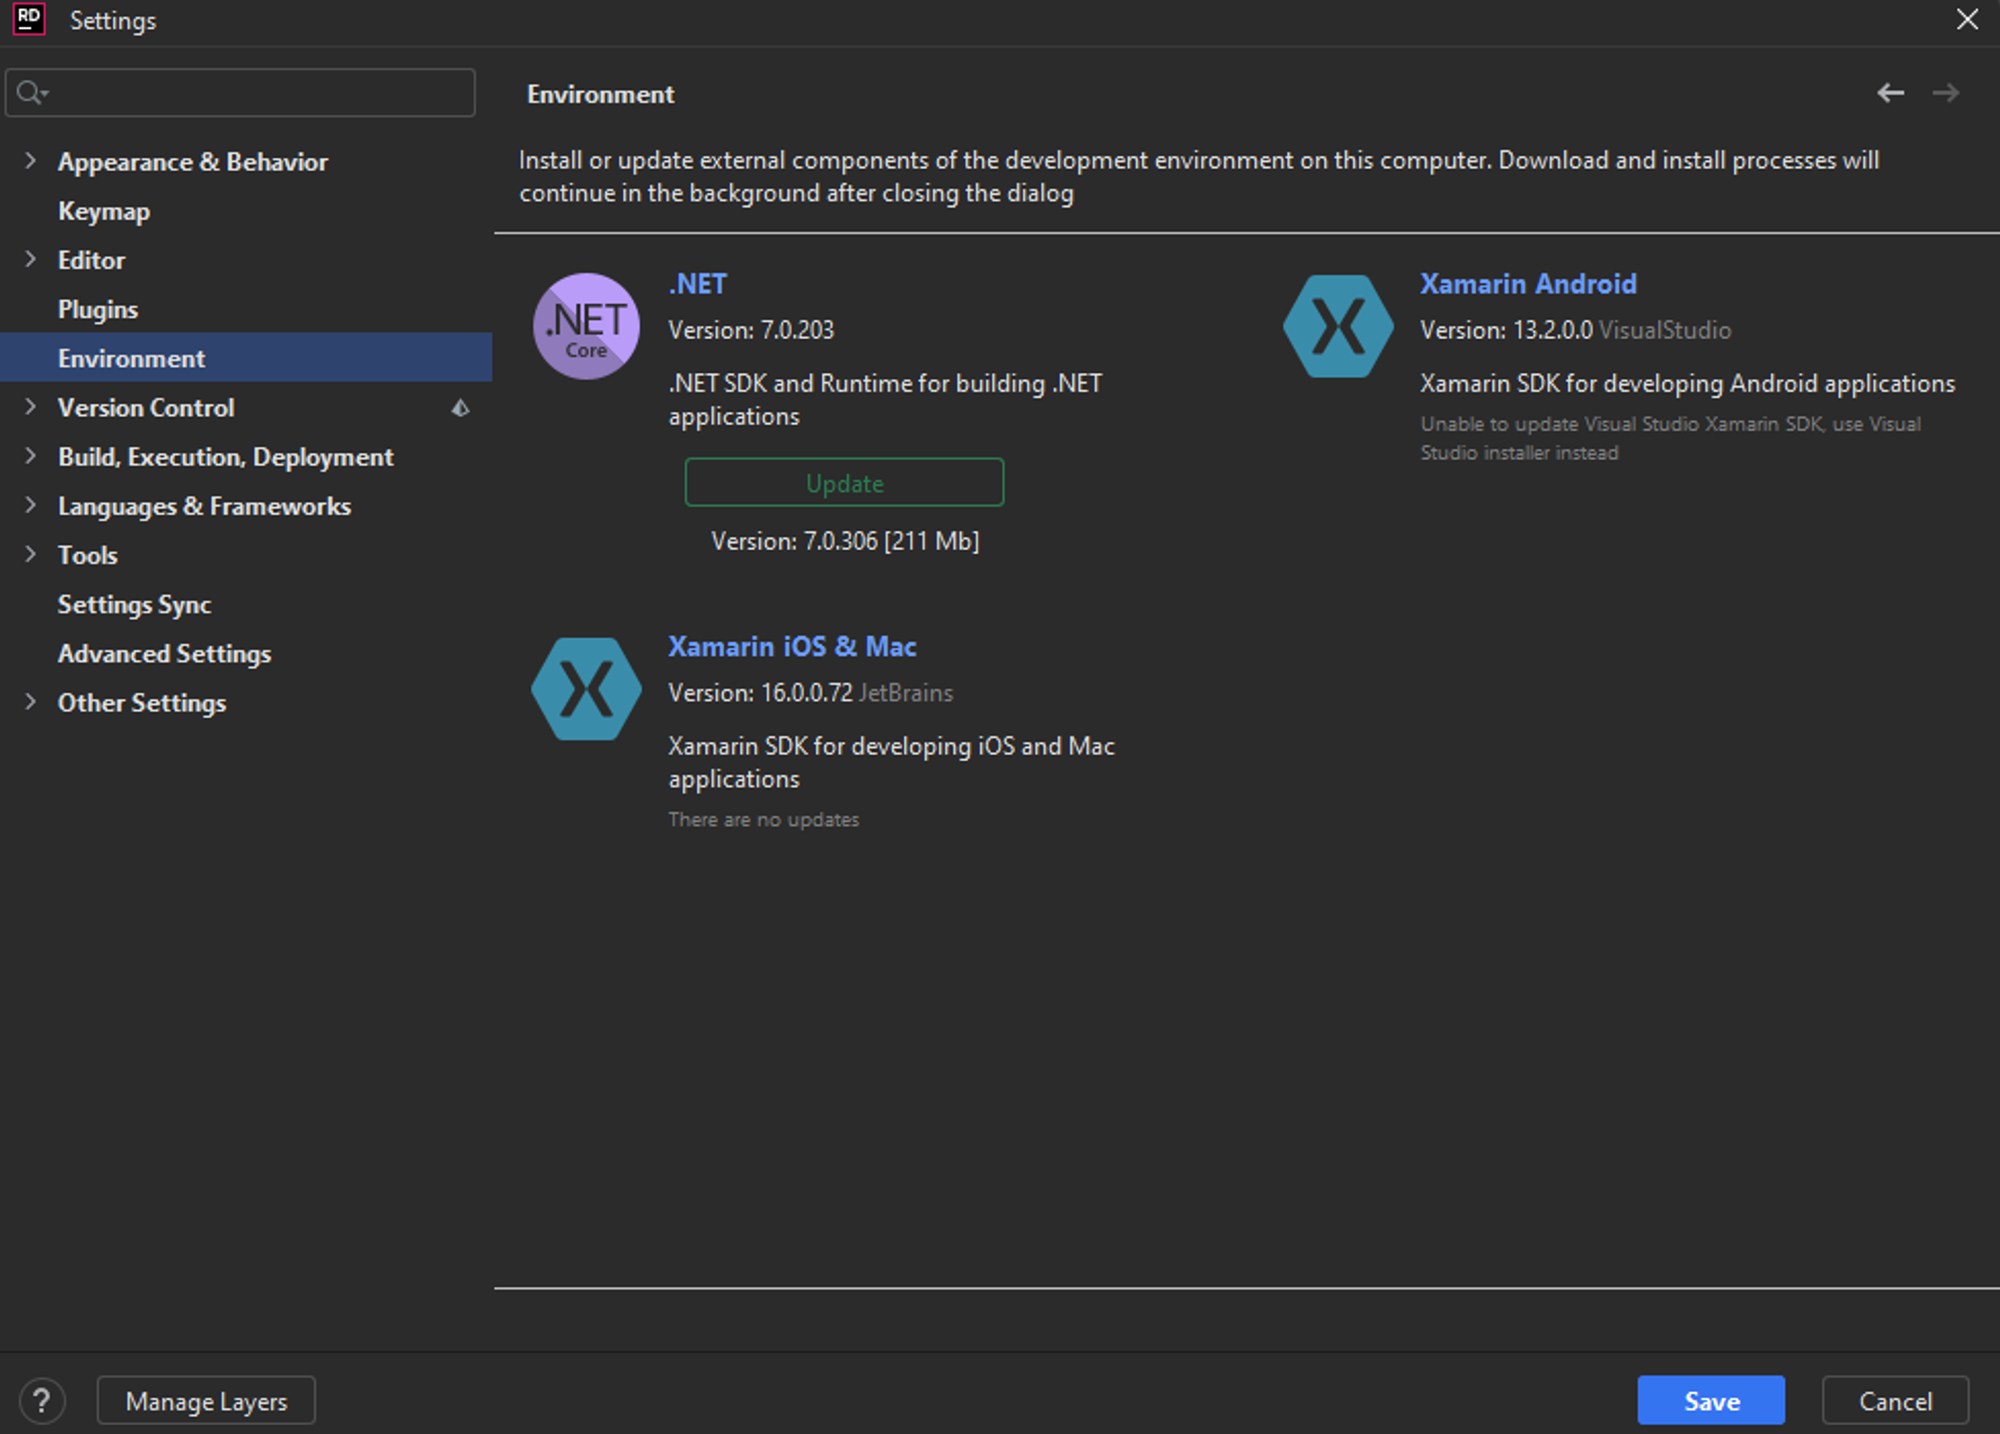 RD
Settings
Environment
Install or update external components of the development environment on this computer. Download and install processes will
continue in the background after closing the dialog
Appearance & Behavior
Keymap
Editor
Plugins
Environment
Version Control
Build, Execution, Deployment
Languages & Frameworks
Tools
Settings Sync
Advanced Settings
Other Settings
.NET
Core
.NET
Version: 7.0.203
.NET SDK and Runtime for building .NET
applications
Update
Version: 7.0.306 [211 Mb]
Xamarin Android
Version: 13.2.0.0 VisualStudio
Xamarin SDK for developing Android applications
Unable to update Visual Studio Xamarin SDK, use Visual
Studio installer instead
Xamarin iOS & Mac
Version: 16.0.0.72 JetBrains
Xamarin SDK for developing iOS and Mac
applications
There are no updates
?
Manage Layers
Save
Cancel